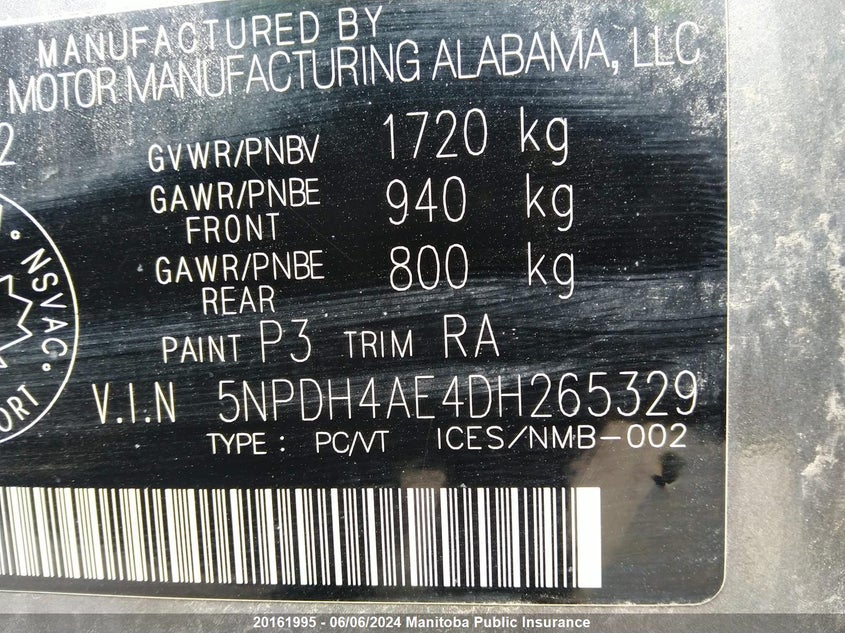 MANUFACTURED BY
MOTOR MANUFACTURING ALABAMA, LLC
2
GVWR/PNBV 1720 kg
GAWR/PNBE FRONT 940 kg
GAWR/PNBE REAR 800 kg
NSVAC.
PAINT P3 TRIM RA
V.I.N 5NPDH4AE4DH265329
TYPE : PC/VT ICES/NMB-002
20161995 - 06/06/2024 Manitoba Public Insurance